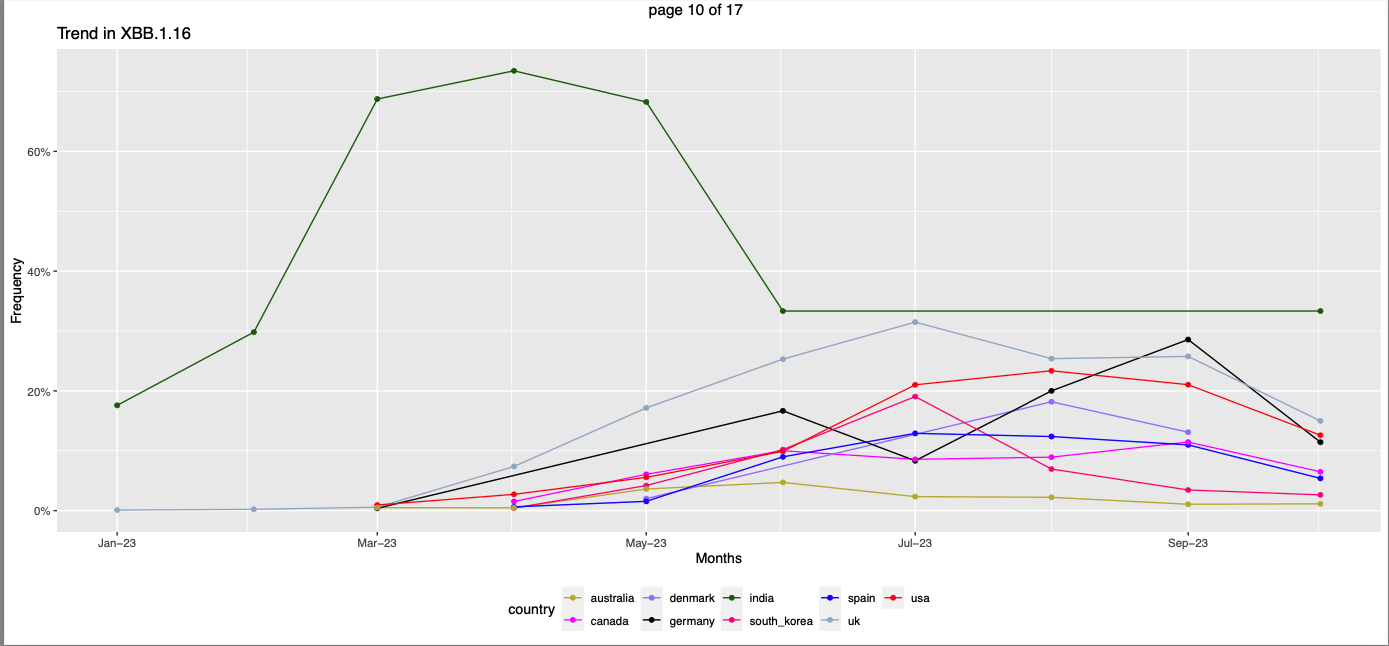 page 10 of 17
Trend in XBB.1.16
60%
40%
20%
0%
Frequency
Jan–23 Mar–23 May–23 Jul–23 Sep–23
Months
country
australia denmark india spain usa
canada germany south_korea uk